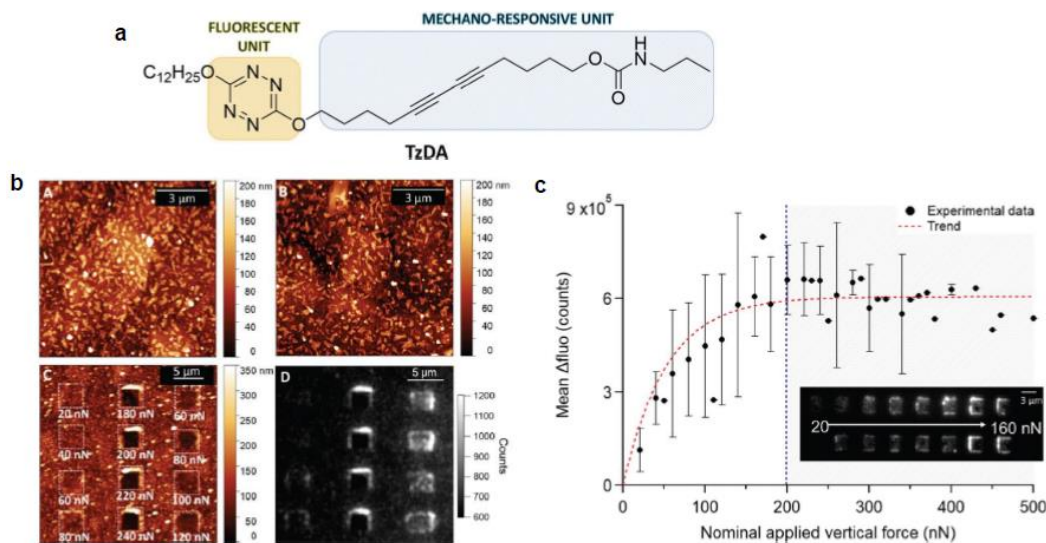 a
FLUORESCENT
UNIT
MECHANO-RESPONSIVE UNIT
C12H25
O
N
N
N
N
O
O
O
H
N
TzDA
b
A
3 μm
200 nm
180
160
140
120
100
80
60
40
20
0
B
3 μm
200 nm
180
160
140
120
100
80
60
40
20
0
C
5 μm
20 nN
180 nN
60 nN
40 nN
200 nN
80 nN
60 nN
220 nN
100 nN
80 nN
240 nN
120 nN
350 nm
300
250
200
150
100
50
0
D
5 μm
1200
1100
1000
900
800
700
600
Counts
c
9 x 10⁵
6
3
0
Mean Δfluo (counts)
Experimental data
Trend
3 μm
20
160 nN
0
100
200
300
400
500
Nominal applied vertical force (nN)